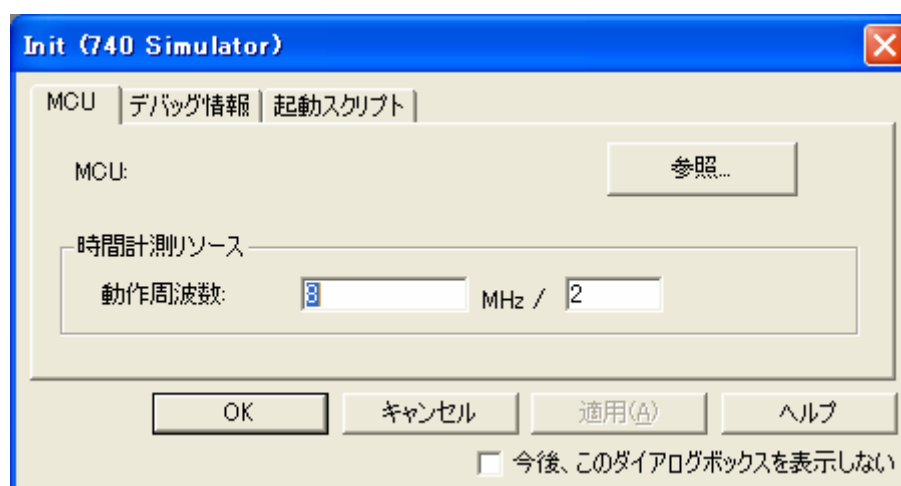 Init (740 Simulator)
MCU デバッグ情報 起動スクリプト
MCU: 参照...
時間計測リソース
動作周波数: 8 MHz / 2
OK キャンセル 適用(A) ヘルプ
今後、このダイアログボックスを表示しない